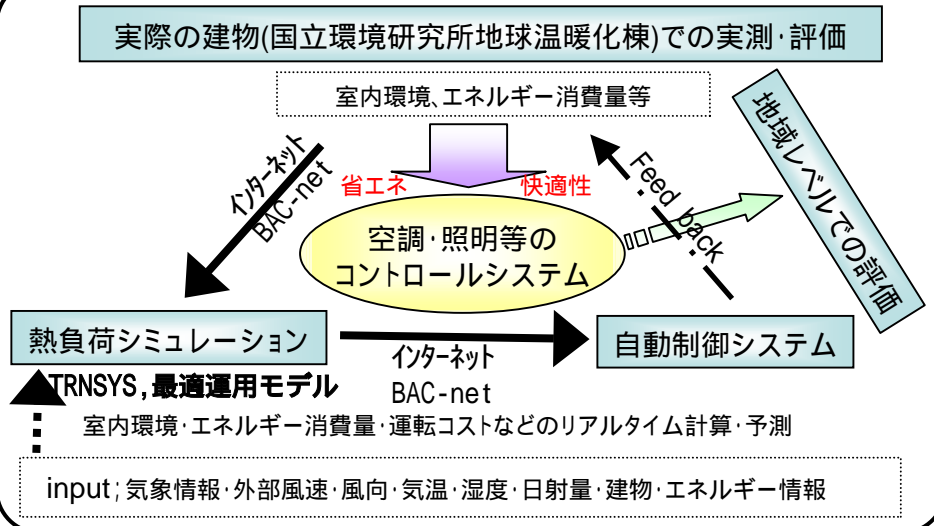 実際の建物(国立環境研究所地球温暖化棟)での実測・評価
室内環境、エネルギー消費量等
インターネット
BAC-net
省エネ
快適性
Feed back
地域レベルでの評価
空調・照明等の
コントロールシステム
熱負荷シミュレーション
インターネット
BAC-net
自動制御システム
TRNSYS,最適運用モデル
室内環境・エネルギー消費量・運転コストなどのリアルタイム計算・予測
input;気象情報・外部風速・風向・気温・湿度・日射量・建物・エネルギー情報